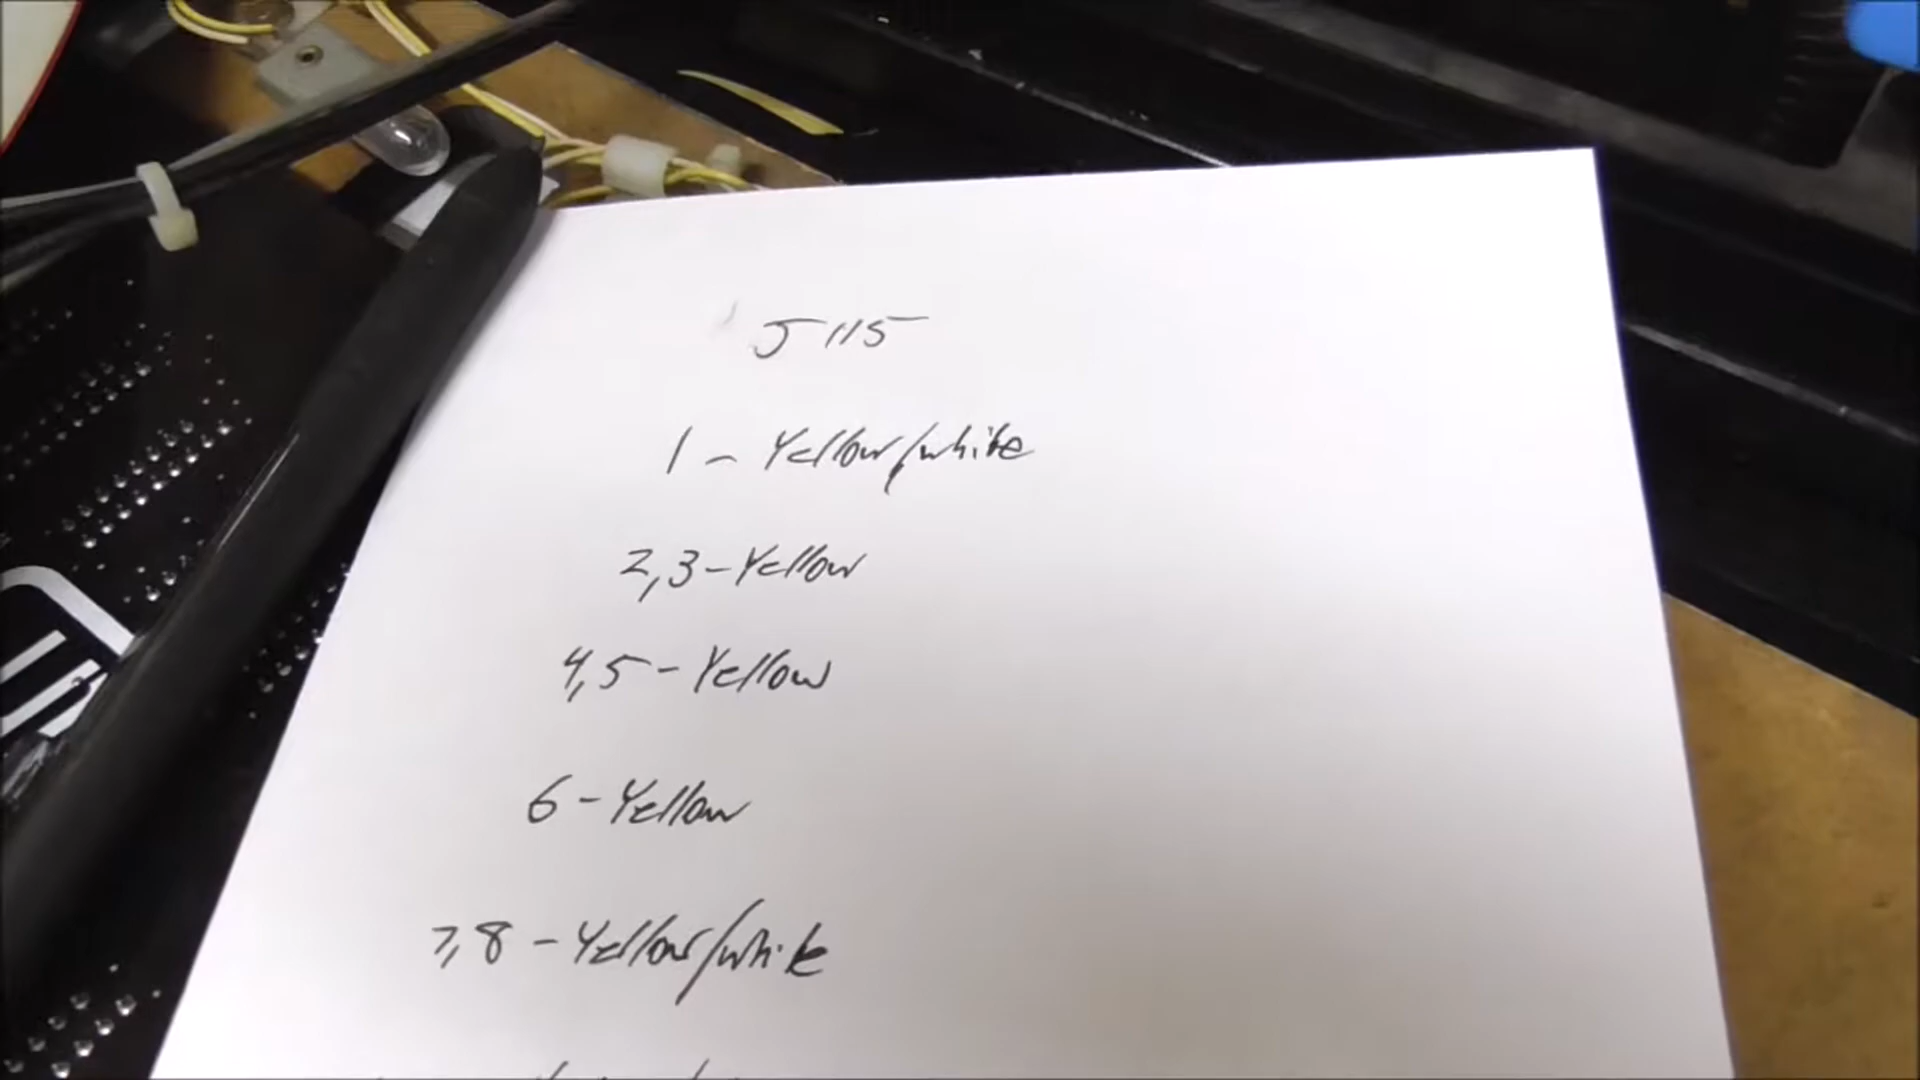 J115
1 - Yellow/white
2,3 - Yellow
4,5 - Yellow
6 - Yellow
7,8 - Yellow/white